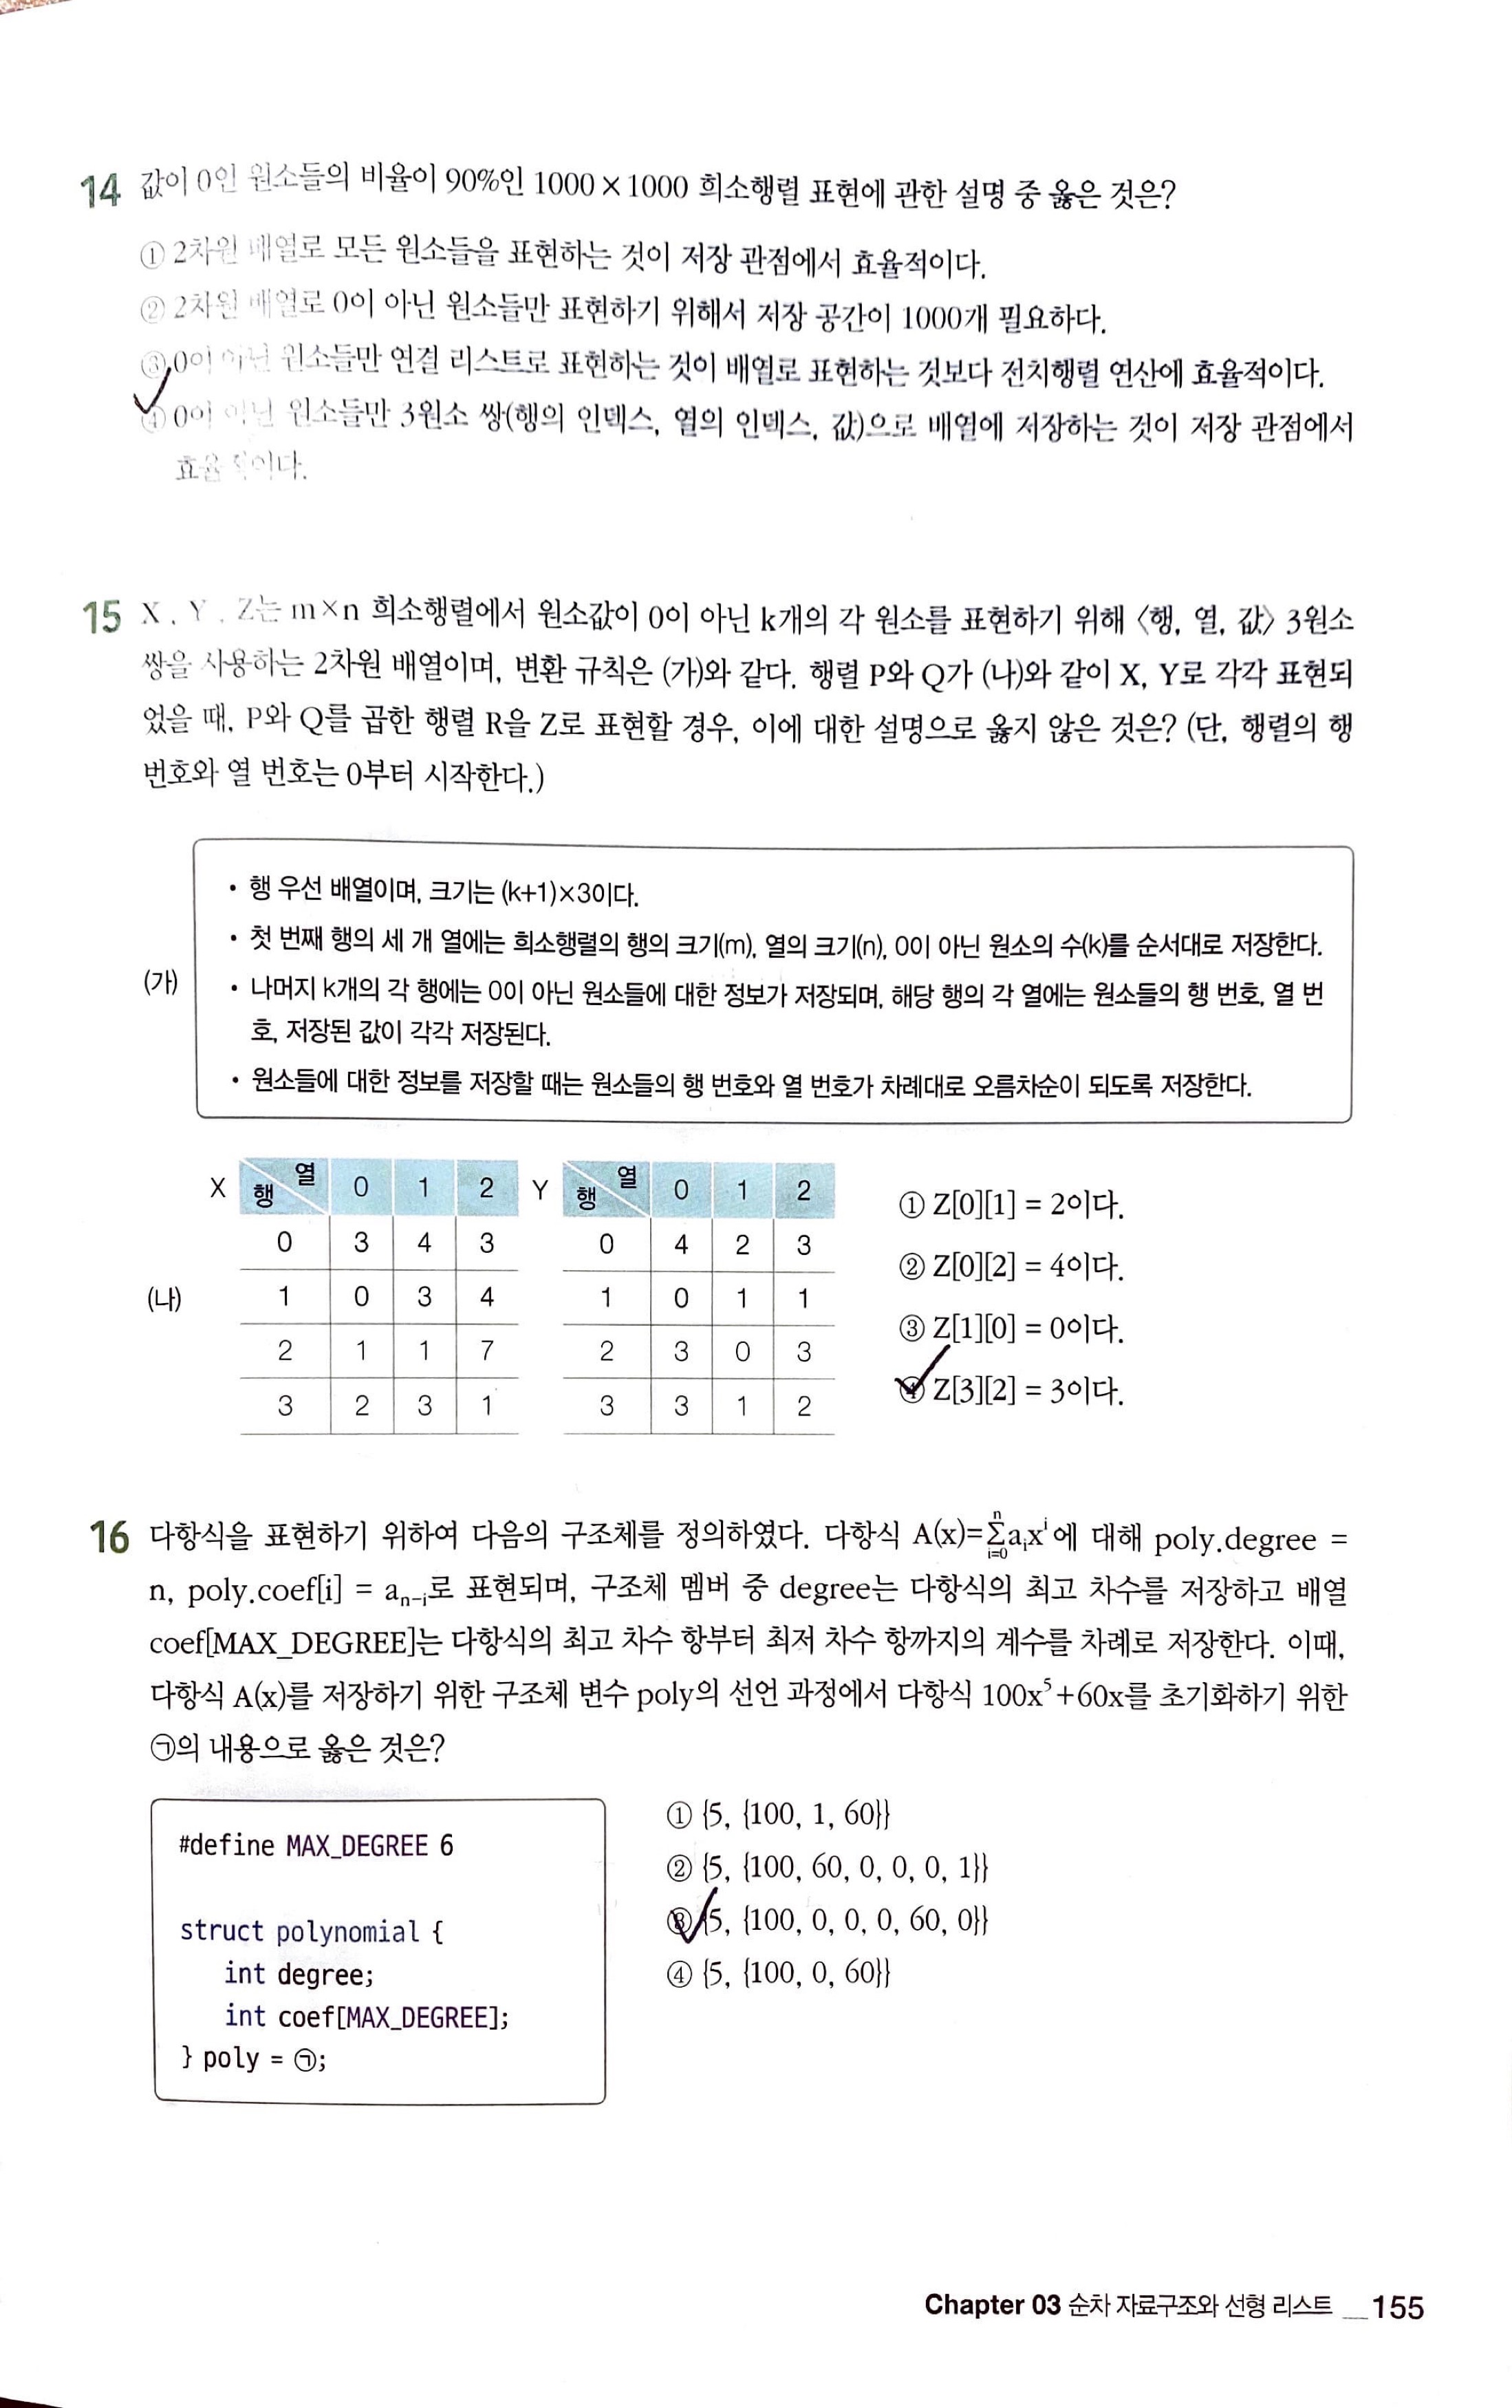 14 값이 0인 원소들의 비율이 90%인 1000×1000 희소행렬 표현에 관한 설명 중 옳은 것은?
① 2차원 배열로 모든 원소들을 표현하는 것이 저장 관점에서 효율적이다.
② 2차원 배열로 0이 아닌 원소들만 표현하기 위해서 저장 공간이 1000개 필요하다.
③ 0이 아닌 원소들만 연결 리스트로 표현하는 것이 배열로 표현하는 것보다 전치행렬 연산에 효율적이다.
④ 0이 아닌 원소들만 3원소 쌍(행의 인덱스, 열의 인덱스, 값)으로 배열에 저장하는 것이 저장 관점에서
효율적이다.
15 X, Y, Z는 m×n 희소행렬에서 원소값이 0이 아닌 k개의 각 원소를 표현하기 위해 〈행, 열, 값〉 3원소
쌍을 사용하는 2차원 배열이며, 변환 규칙은 (가)와 같다. 행렬 P와 Q가 (나)와 같이 X, Y로 각각 표현되
었을 때, P와 Q를 곱한 행렬 R을 Z로 표현할 경우, 이에 대한 설명으로 옳지 않은 것은? (단, 행렬의 행
번호와 열 번호는 0부터 시작한다.)
(가)
• 행 우선 배열이며, 크기는 (k+1)×3이다.
• 첫 번째 행의 세 개 열에는 희소행렬의 행의 크기(m), 열의 크기(n), 0이 아닌 원소의 수(k)를 순서대로 저장한다.
• 나머지 k개의 각 행에는 0이 아닌 원소들에 대한 정보가 저장되며, 해당 행의 각 열에는 원소들의 행 번호, 열 번
호, 저장된 값이 각각 저장된다.
• 원소들에 대한 정보를 저장할 때는 원소들의 행 번호와 열 번호가 차례대로 오름차순이 되도록 저장한다.
(나)
X 행 열 0 1 2
0 3 4 3
1 0 3 4
2 1 1 7
3 2 3 1
Y 행 열 0 1 2
0 4 2 3
1 0 1 1
2 3 0 3
3 3 1 2
① Z[0][1] = 2이다.
② Z[0][2] = 4이다.
③ Z[1][0] = 0이다.
④ Z[3][2] = 3이다.
16 다항식을 표현하기 위하여 다음의 구조체를 정의하였다. 다항식 A(x)=∑ⁿᵢ₌₀aᵢxⁱ에 대해 poly.degree =
n, poly.coef[i] = aₙ₋ᵢ로 표현되며, 구조체 멤버 중 degree는 다항식의 최고 차수를 저장하고 배열
coef[MAX_DEGREE]는 다항식의 최고 차수 항부터 최저 차수 항까지의 계수를 차례로 저장한다. 이때,
다항식 A(x)를 저장하기 위한 구조체 변수 poly의 선언 과정에서 다항식 100x⁵+60x를 초기화하기 위한
㉠의 내용으로 옳은 것은?
#define MAX_DEGREE 6
struct polynomial {
int degree;
int coef[MAX_DEGREE];
} poly = ㉠;
① {5, {100, 1, 60}}
② {5, {100, 60, 0, 0, 0, 1}}
③ {5, {100, 0, 0, 0, 60, 0}}
④ {5, {100, 0, 60}}
Chapter 03 순차 자료구조와 선형 리스트 __155